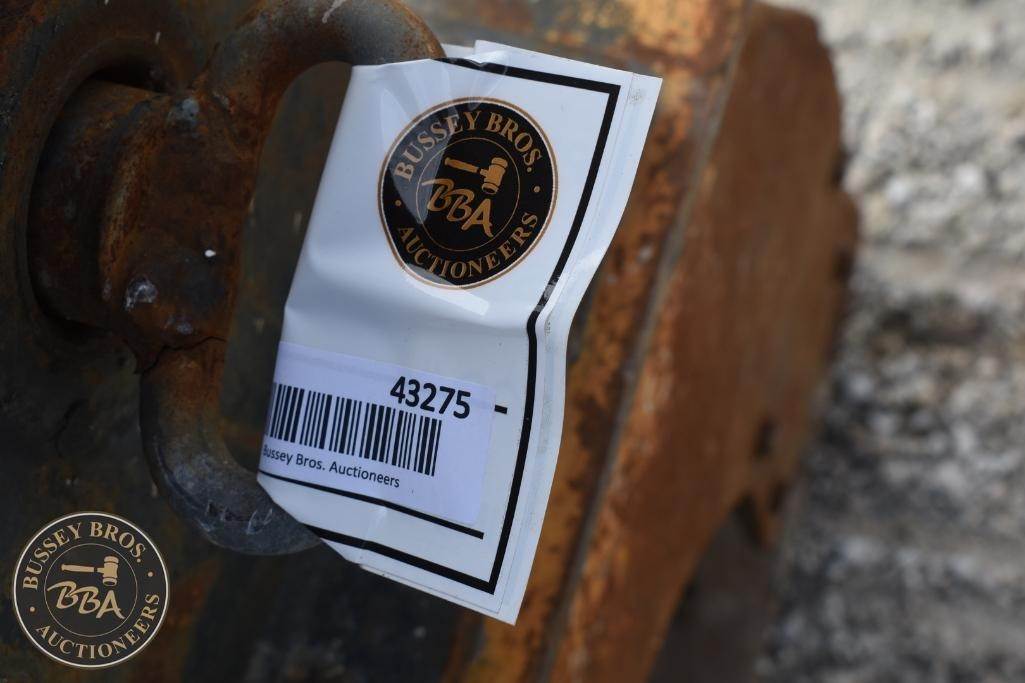 BUSSEY BROS.
BBA
AUCTIONEERS
43275
Bussey Bros. Auctioneers
BUSSEY BROS.
BBA
AUCTIONEERS